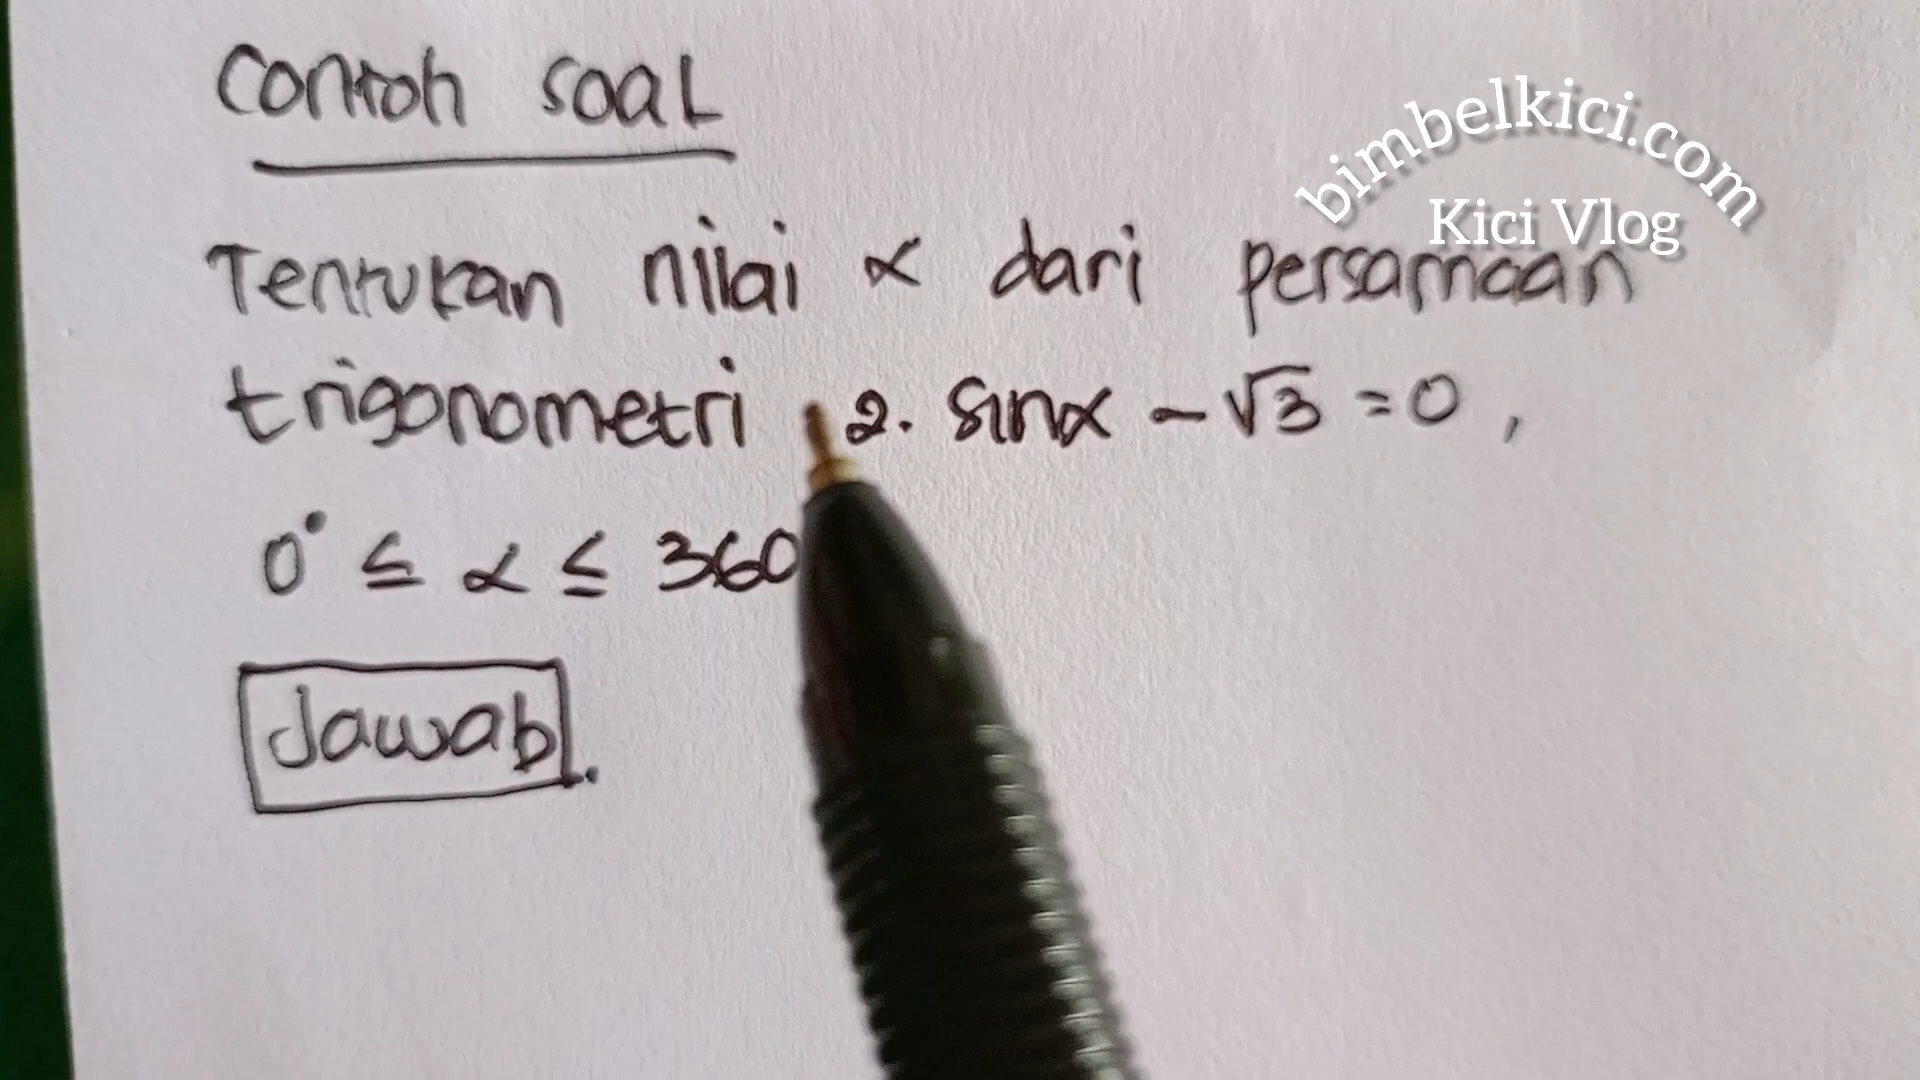 Contoh soal
bimbelkici.com
Kici Vlog
Tentukan nilai α dari persamaan
trigonometri 2. sinα - √3 = 0 ,
0° ≤ α ≤ 360
Jawab.